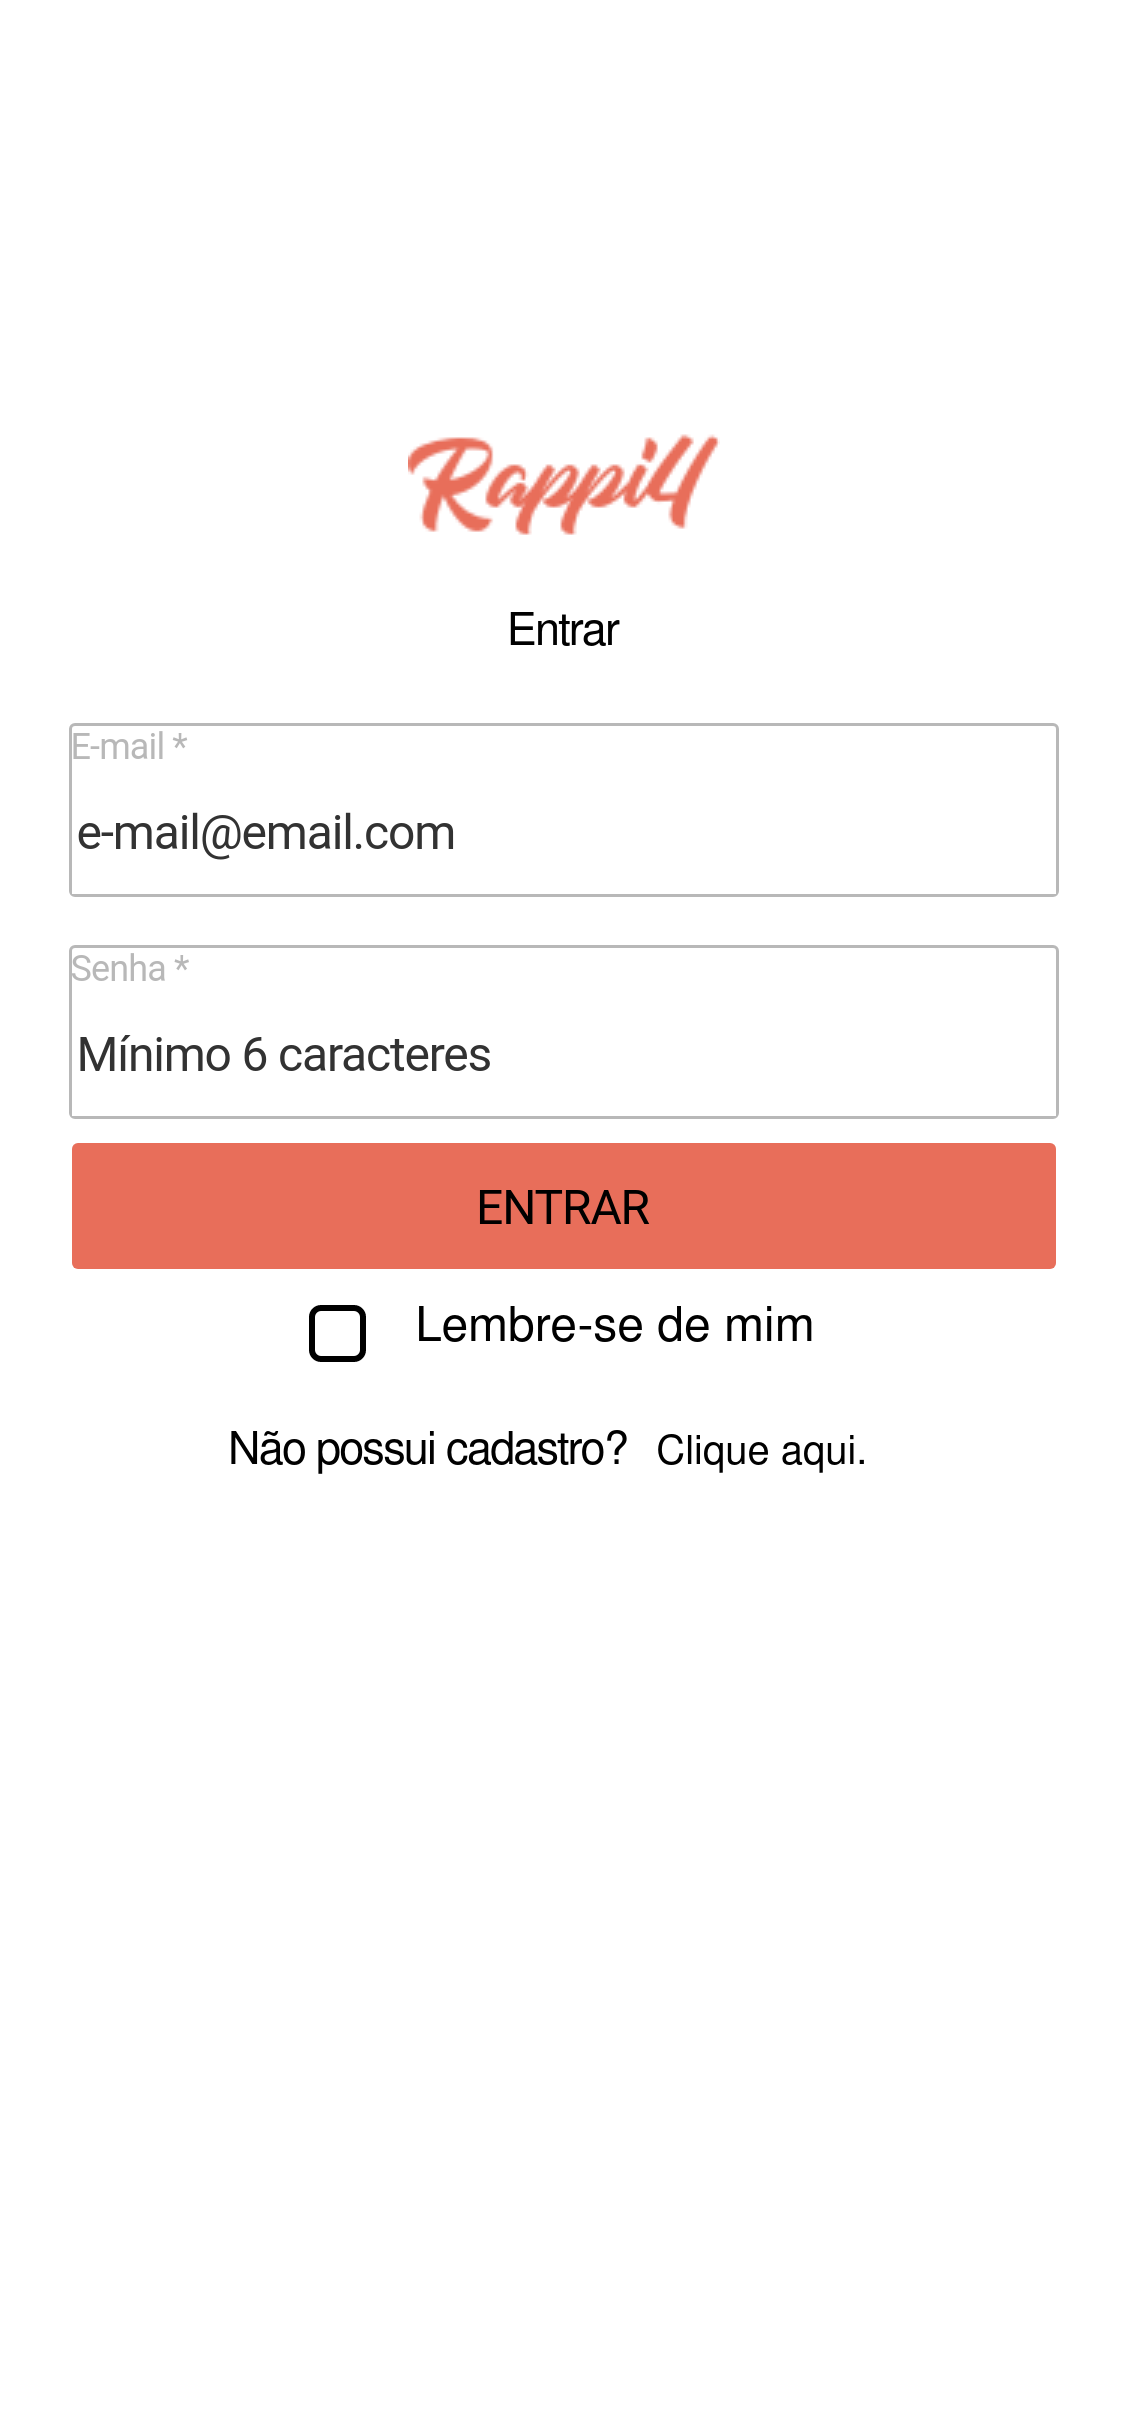 Rappi4
Entrar
E-mail *
e-mail@email.com
Senha *
Mínimo 6 caracteres
ENTRAR
Lembre-se de mim
Não possui cadastro? Clique aqui.